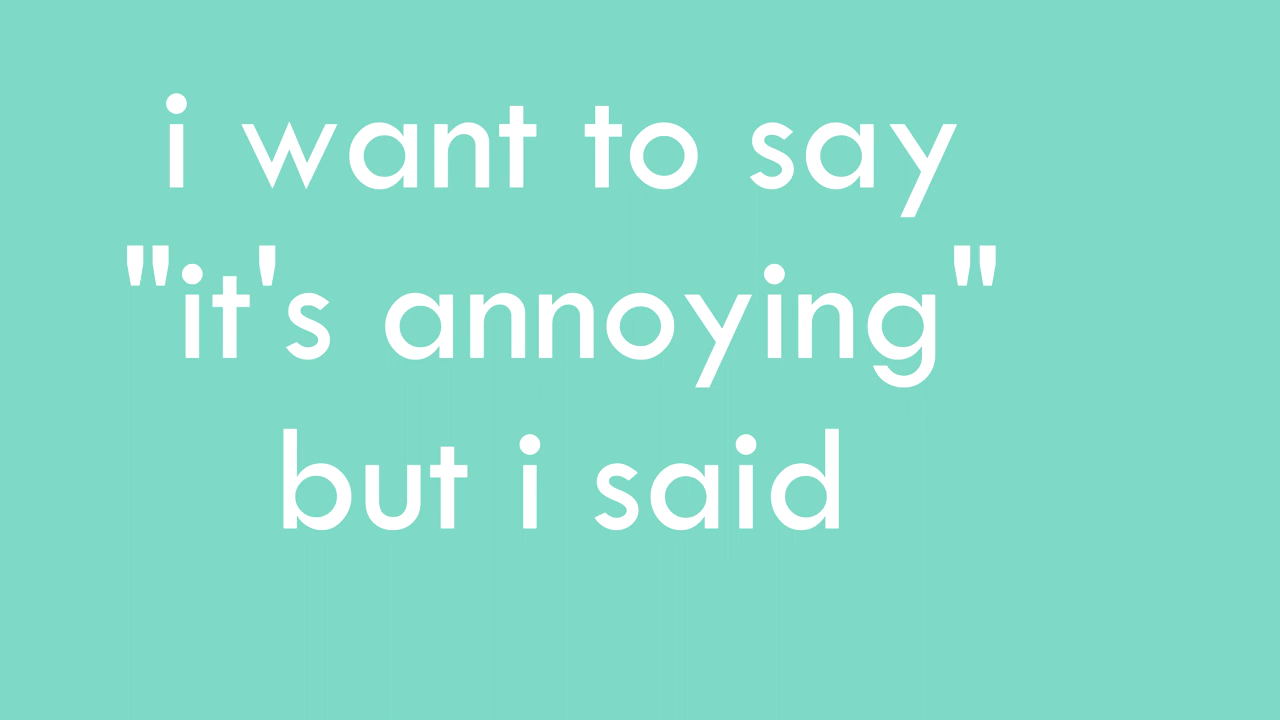 i want to say
"it's annoying"
but i said